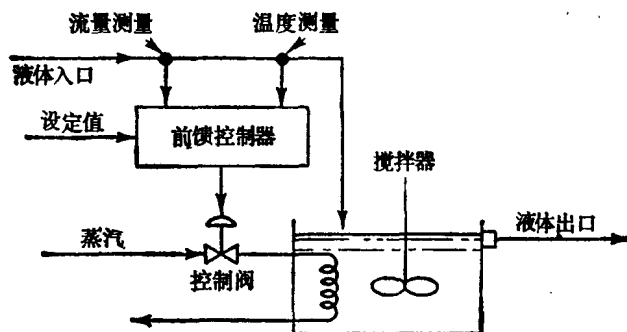 流量测量
温度测量
液体入口
设定值
前馈控制器
搅拌器
蒸汽
液体出口
控制阀